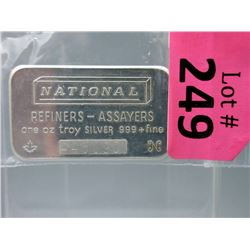 NATIONAL
REFINERS - ASSAYERS
one oz troy SILVER 999+fine
Lot #
249